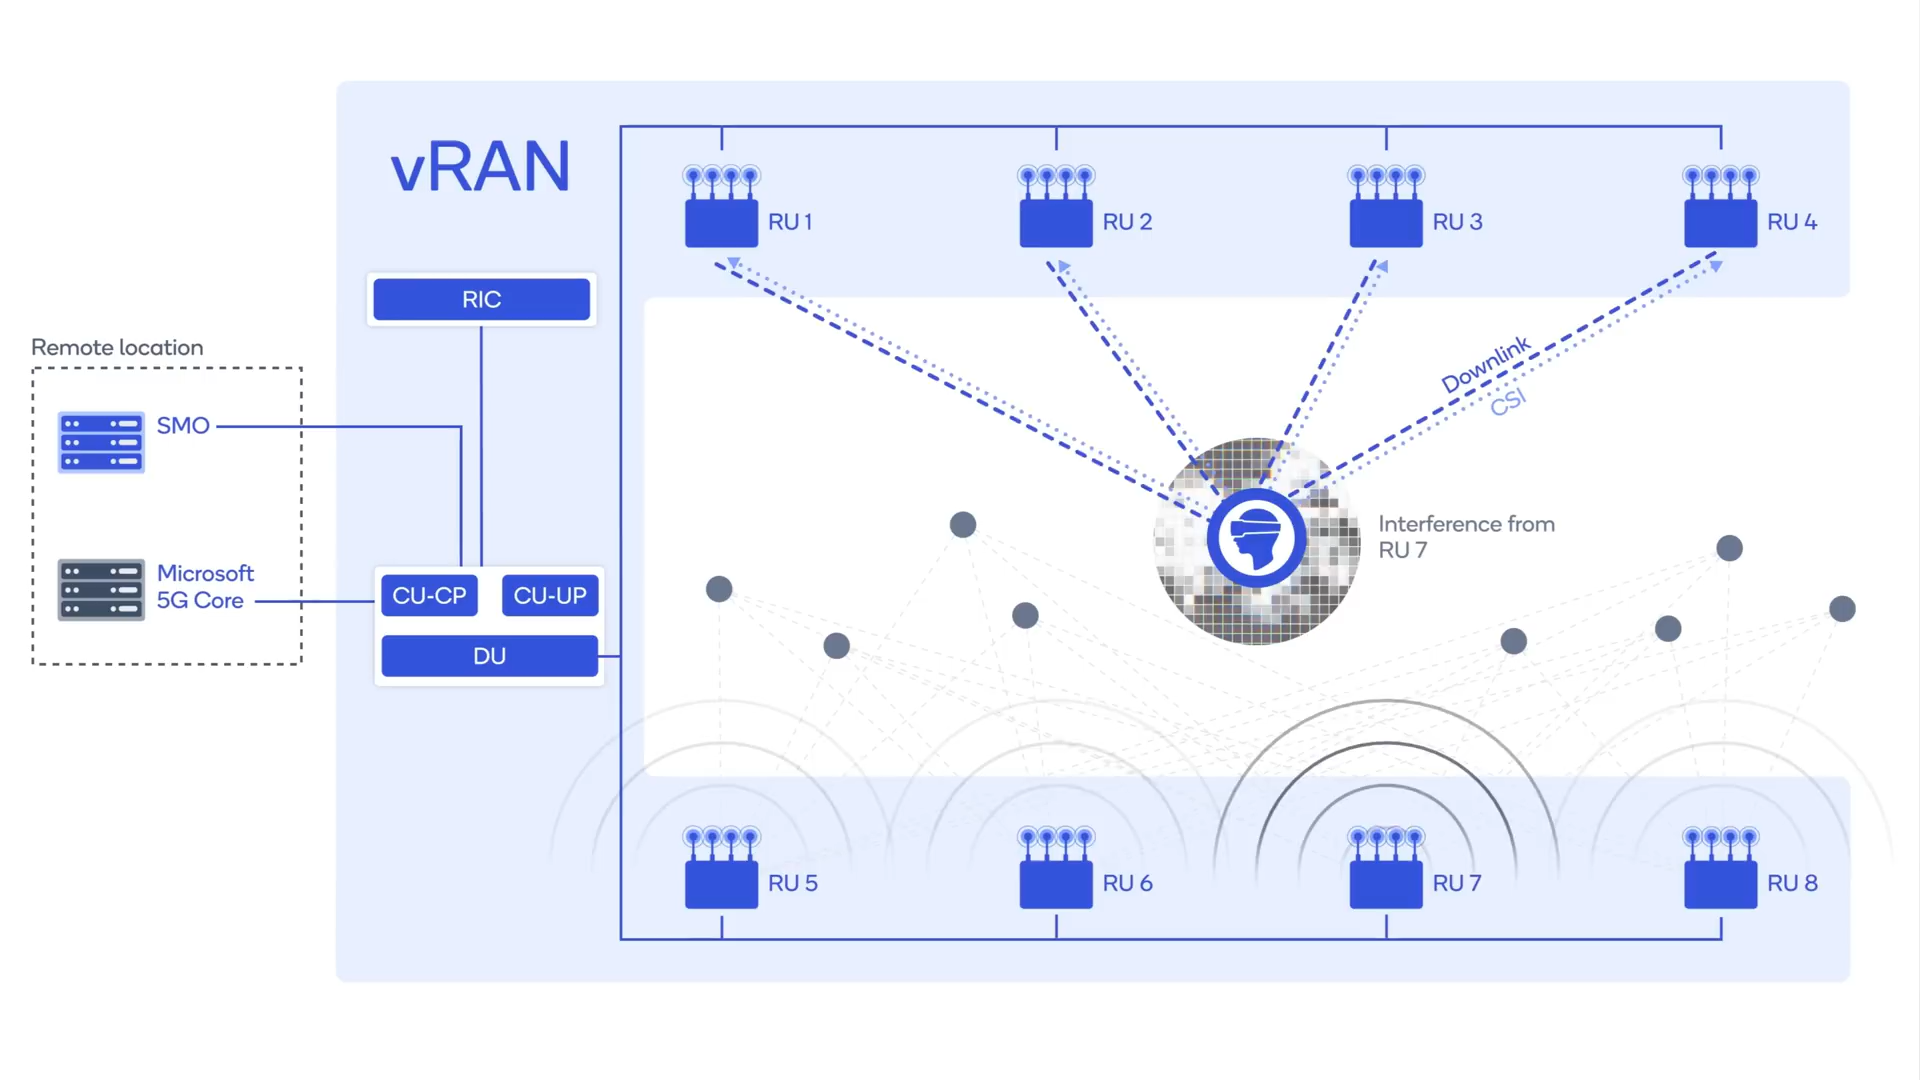 vRAN
RU 1
RU 2
RU 3
RU 4
RIC
Remote location
SMO
Downlink
CSI
Interference from
RU 7
Microsoft
5G Core
CU-CP
CU-UP
DU
RU 5
RU 6
RU 7
RU 8